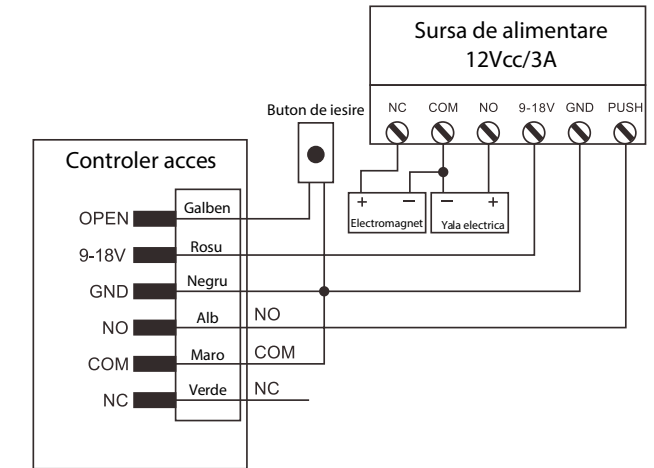 Sursa de alimentare
12Vcc/3A
NC COM NO 9-18V GND PUSH
Buton de iesire
+ − − +
Electromagnet Yala electrica
Controler acces
OPEN Galben
9-18V Rosu
GND Negru
NO Alb NO
COM Maro COM
NC Verde NC